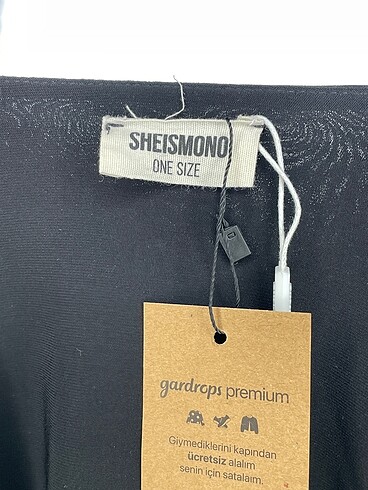 SHEISMONO
ONE SIZE
gardrops premium
Giymediklerini kapından
ücretsiz alalım
senin için satalım.